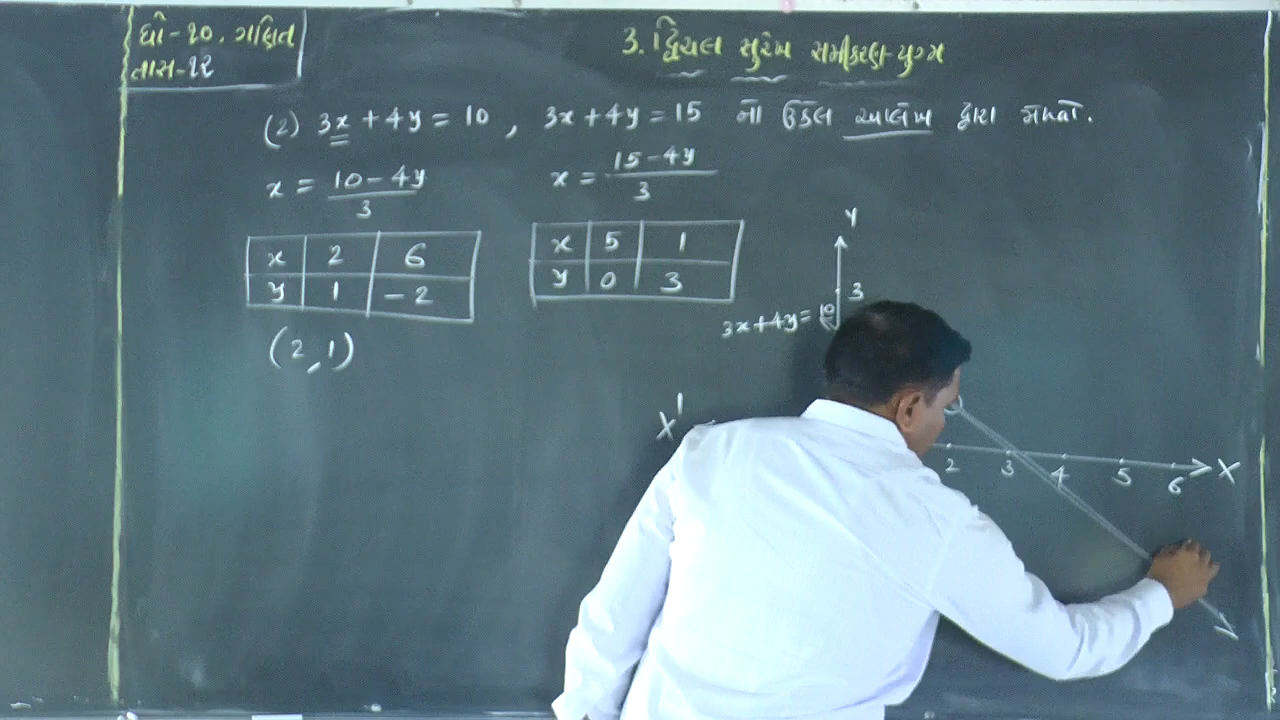 ધો-૧૦. ગણિત
તાસ-૧૨
3. દ્વિચલ સુરેખ સમીકરણ-યુગ્મ
(2) 3x + 4y = 10 , 3x + 4y = 15 નો ઉકેલ આલેખ દ્વારા મેળવો.
x = (10 - 4y)/3
x = (15 - 4y)/3
x 2 6
y 1 -2
x 5 1
y 0 3
(2,1)
Y
3
3x+4y=10
X'
2 3 4 5 6 X